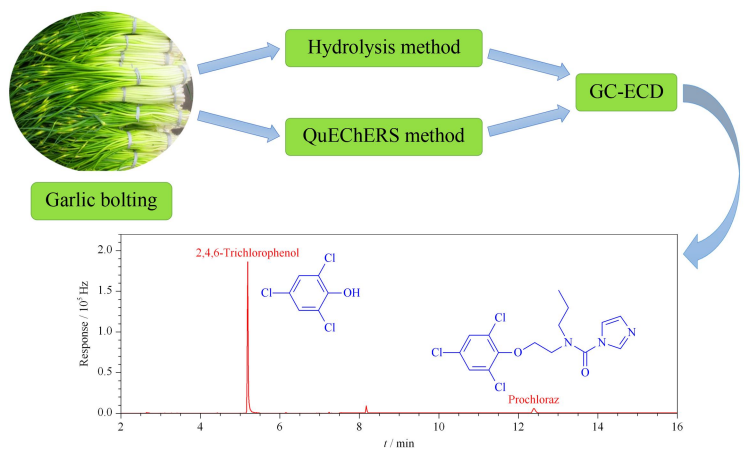 Hydrolysis method
GC-ECD
QuEChERS method
Garlic bolting
2,4,6-Trichlorophenol
Cl
OH
Cl
Cl
Cl
Cl
Cl
O
N
O
N
N
Prochloraz
Response / 10⁵ Hz
2.0
1.5
1.0
0.5
0.0
2 4 6 8 10 12 14 16
t / min